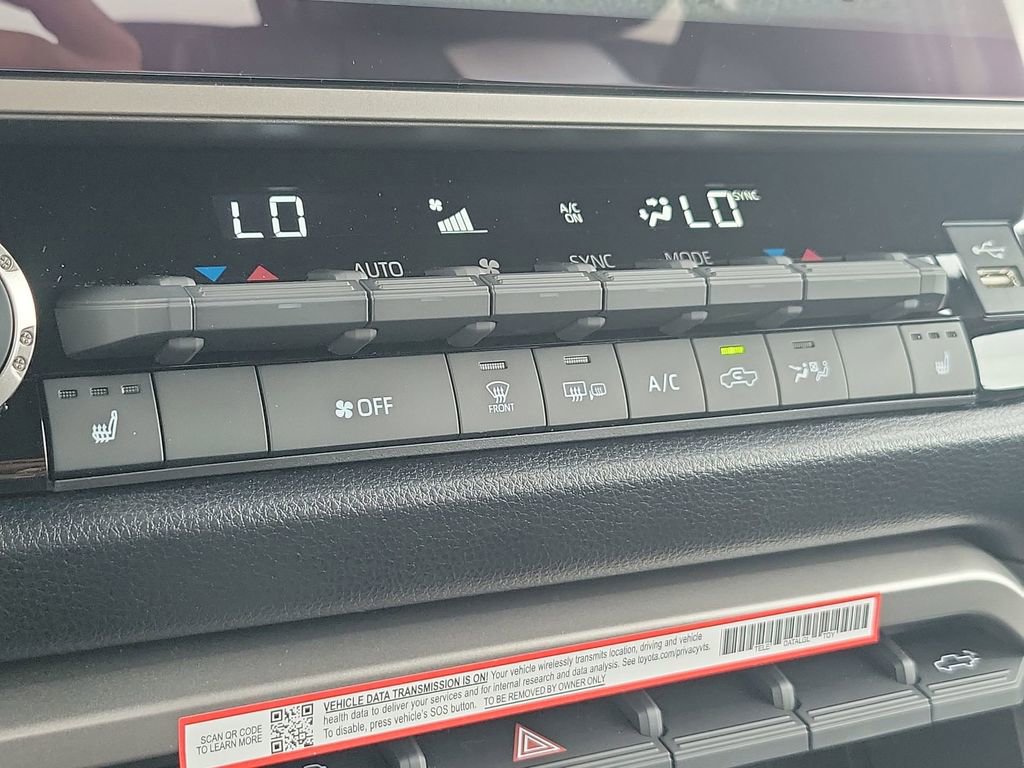 LO
A/C
ON
LO SYNC
AUTO SYNC MODE
OFF
FRONT
A/C
SCAN QR CODE
TO LEARN MORE
VEHICLE DATA TRANSMISSION IS ON! Your vehicle wirelessly transmits location, driving and vehicle
health data to deliver your services and for internal research and data analysis. See toyota.com/privacyvts.
To disable, press vehicle's SOS button. TO BE REMOVED BY OWNER ONLY
TELE DATALGL TOY